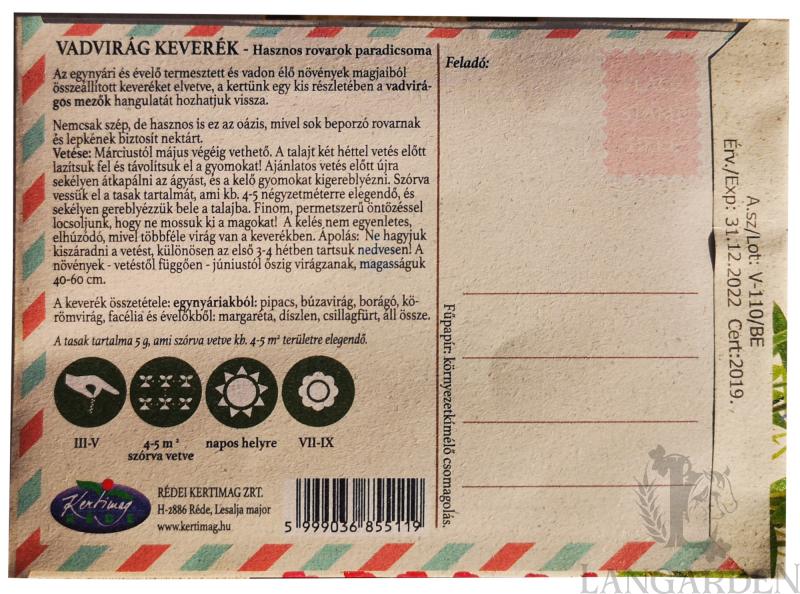 VADVIRÁG KEVERÉK - Hasznos rovarok paradicsoma
Az egynyári és évelő termesztett és vadon élő növények magjaiból
összeállított keveréket elvetve, a kertünk egy kis részletében a vadvirá-
gos mezők hangulatát hozhatjuk vissza.
Nemcsak szép, de hasznos is ez az oázis, mivel sok beporzó rovarnak
és lepkének biztosít nektárt.
Vetése: Márciustól május végéig vethető. A talajt két héttel vetés előtt
lazítsuk fel és távolítsuk el a gyomokat! Ajánlatos vetés előtt újra
sekélyen átkapálni az ágyást, és a kelő gyomokat kigereblyézni. Szórva
vessük el a tasak tartalmát, ami kb. 4-5 négyzetméterre elegendő, és
sekélyen gereblyézzük bele a talajba. Finom, permetszerű öntözéssel
locsoljunk, hogy ne mossuk ki a magokat! A kelés nem egyenletes,
elhúzódó, mivel többféle virág van a keverékben. Ápolás: Ne hagyjuk
kiszáradni a vetést, különösen az első 3-4 hétben tartsuk nedvesen! A
növények - vetéstől függően - júniustól őszig virágzanak, magasságuk
40-60 cm.
A keverék összetétele: egynyáriakból: pipacs, búzavirág, borágó, kö-
römvirág, facélia és évelőkből: margaréta, díszlen, csillagfürt, áll össze.
A tasak tartalma 5 g, ami szórva vetve kb. 4-5 m² területre elegendő.
III-V
4-5 m²
szórva vetve
napos helyre
VII-IX
Kertimag
RÉDE
RÉDEI KERTIMAG ZRT.
H-2886 Réde, Lesalja major
www.kertimag.hu
5 999036 855119
Feladó:
Fűpapír: környezetkímélő csomagolás.
A.sz/Lot: V-110/BE
Érv./Exp: 31.12.2022 Cert:2019.
LANGARDEN